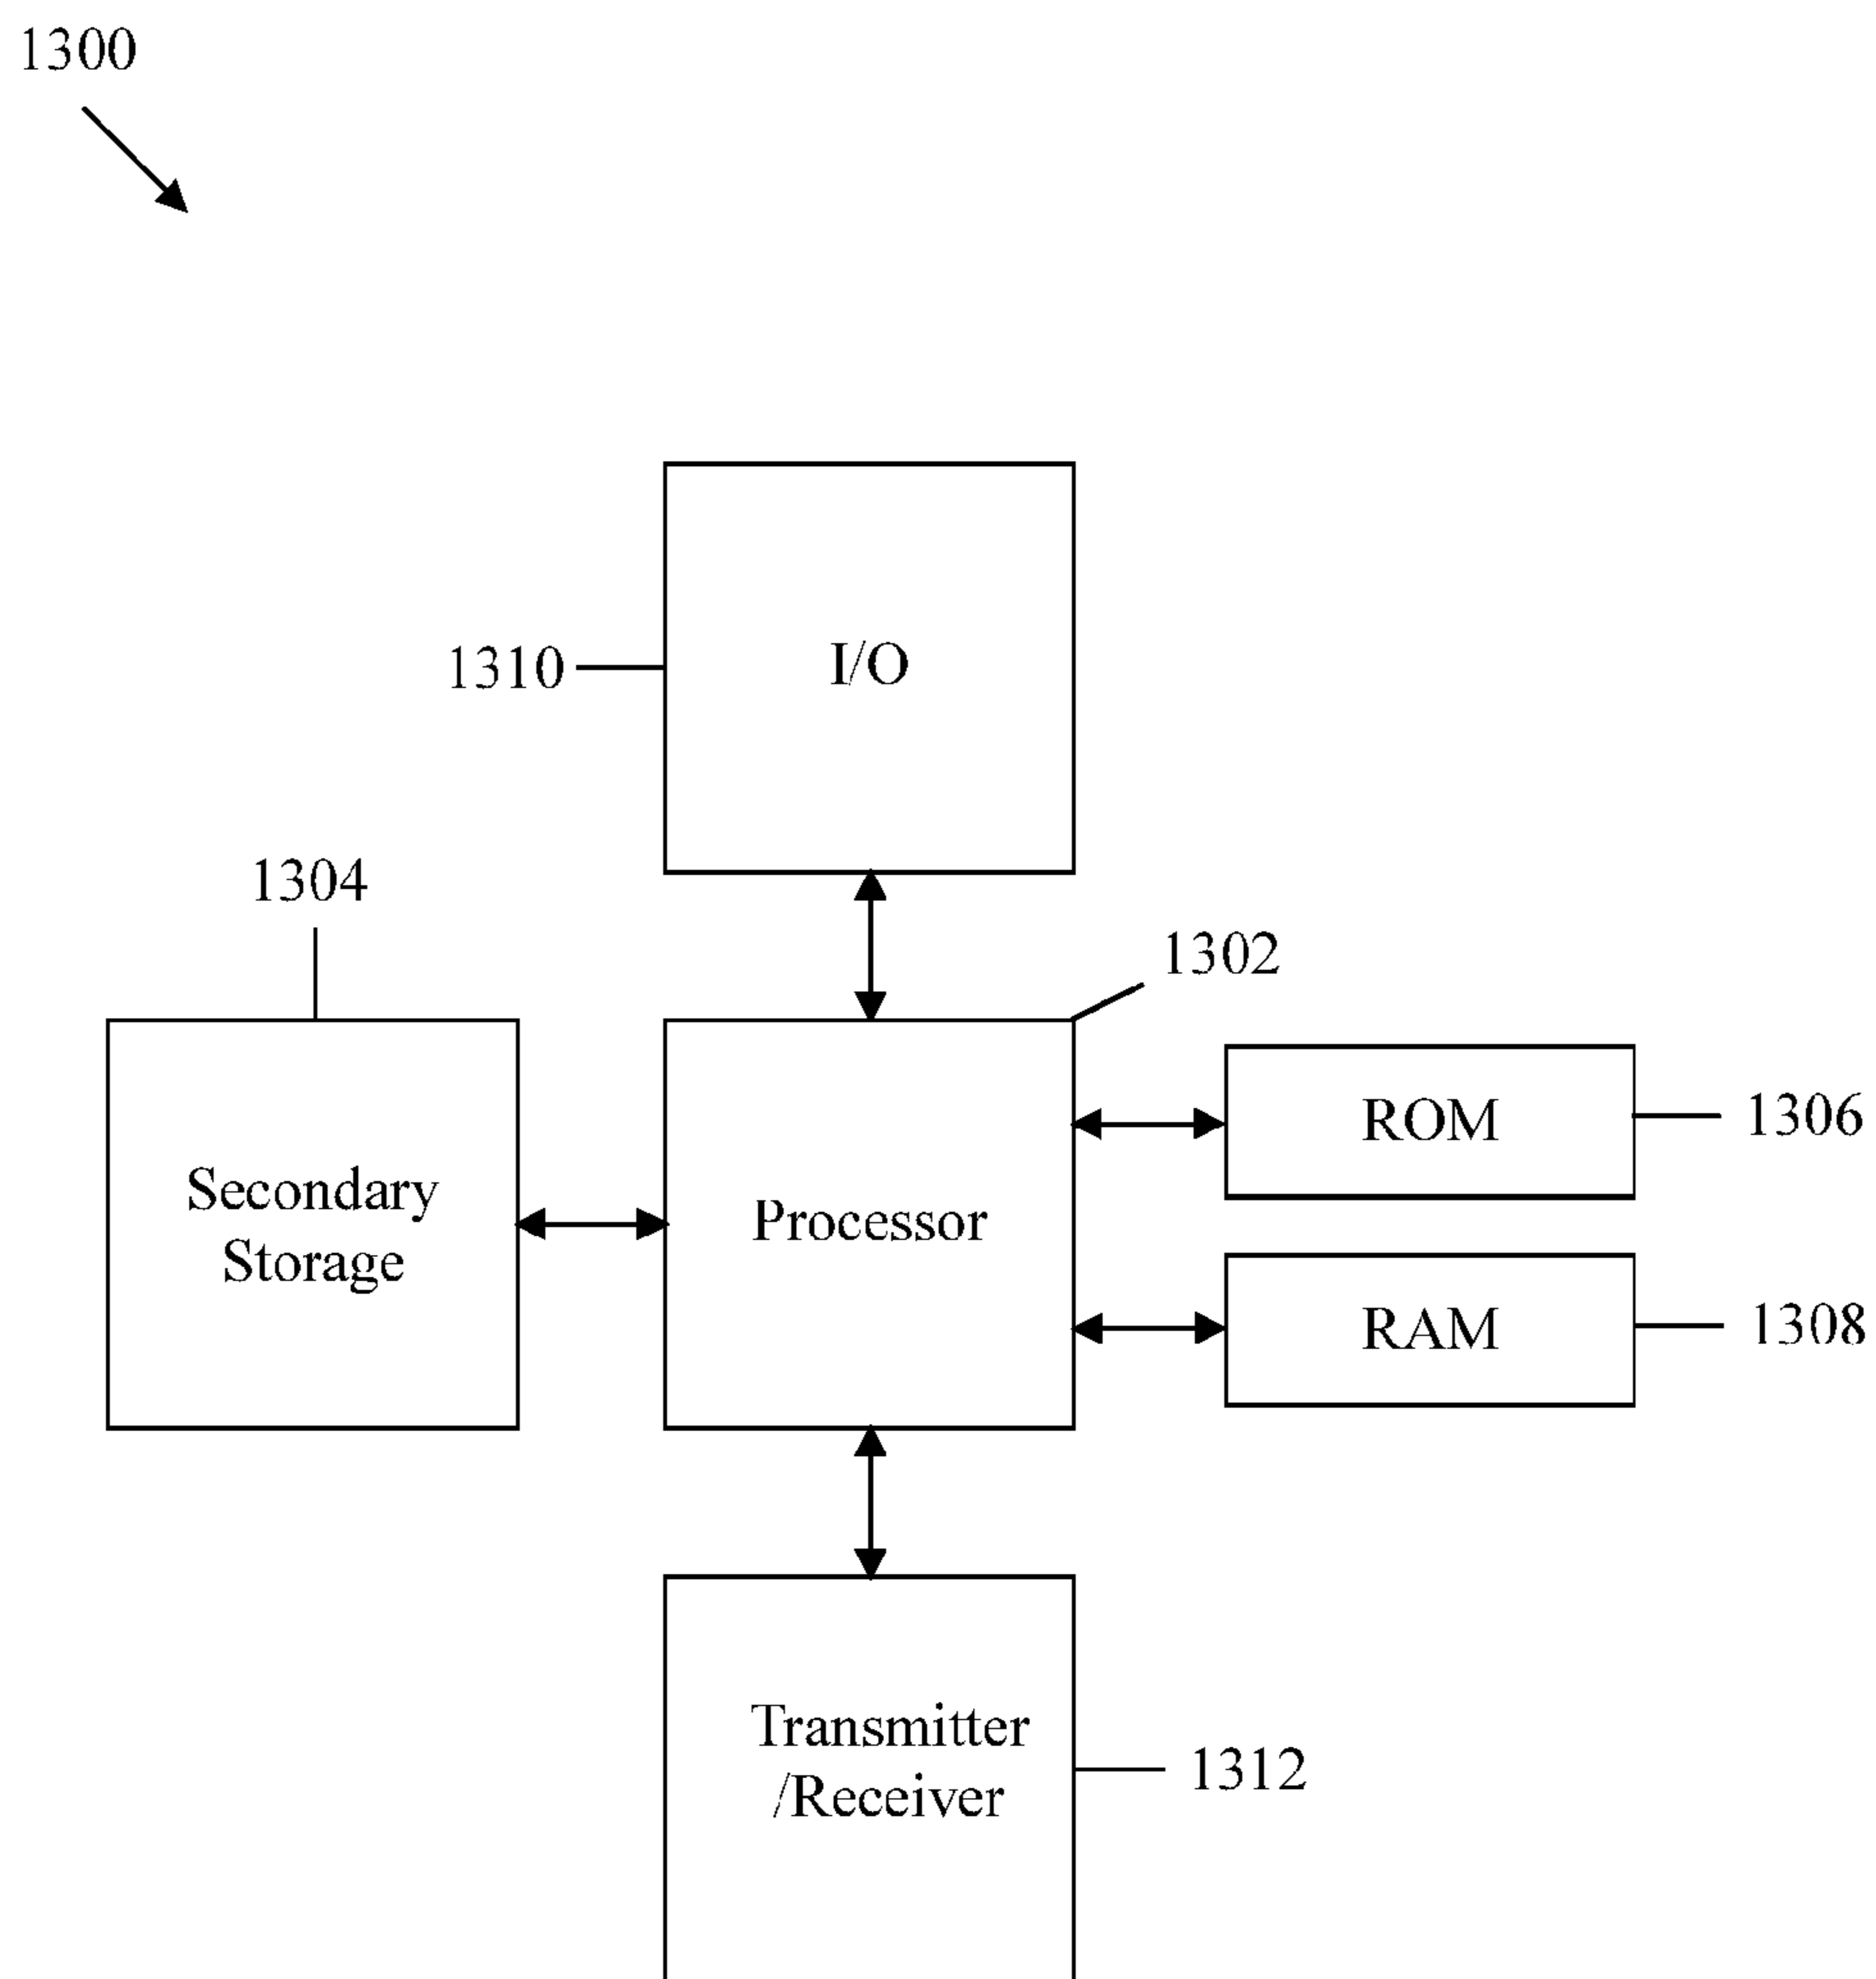 1300
I/O
1310
1304
1302
ROM
1306
Secondary
Storage
Processor
RAM
1308
Transmitter
/Receiver
1312